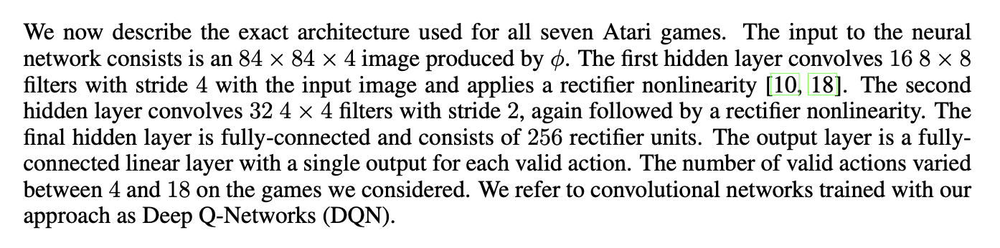 We now describe the exact architecture used for all seven Atari games. The input to the neural
network consists is an 84 × 84 × 4 image produced by ϕ. The first hidden layer convolves 16 8 × 8
filters with stride 4 with the input image and applies a rectifier nonlinearity [10, 18]. The second
hidden layer convolves 32 4 × 4 filters with stride 2, again followed by a rectifier nonlinearity. The
final hidden layer is fully-connected and consists of 256 rectifier units. The output layer is a fully-
connected linear layer with a single output for each valid action. The number of valid actions varied
between 4 and 18 on the games we considered. We refer to convolutional networks trained with our
approach as Deep Q-Networks (DQN).